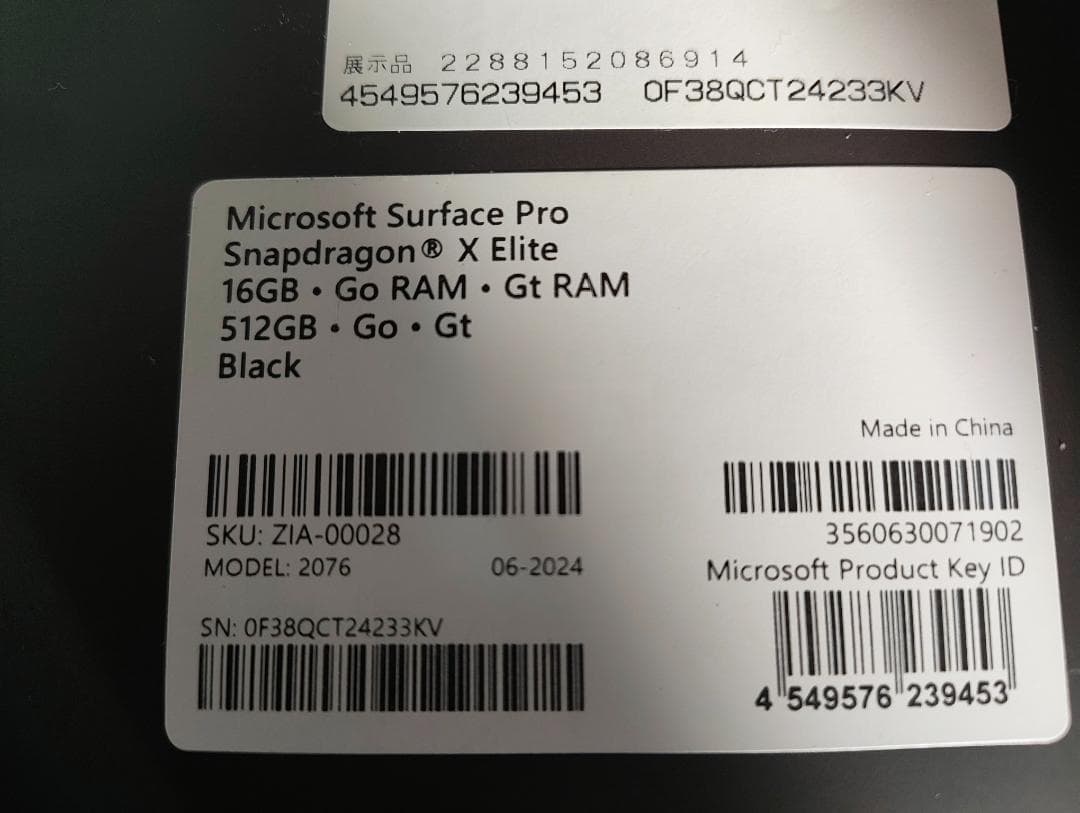 展示品 2288152086914
4549576239453 0F38QCT24233KV
Microsoft Surface Pro
Snapdragon® X Elite
16GB • Go RAM • Gt RAM
512GB • Go • Gt
Black
Made in China
SKU: ZIA-00028
3560630071902
MODEL: 2076 06-2024
Microsoft Product Key ID
SN: 0F38QCT24233KV
4 549576 239453